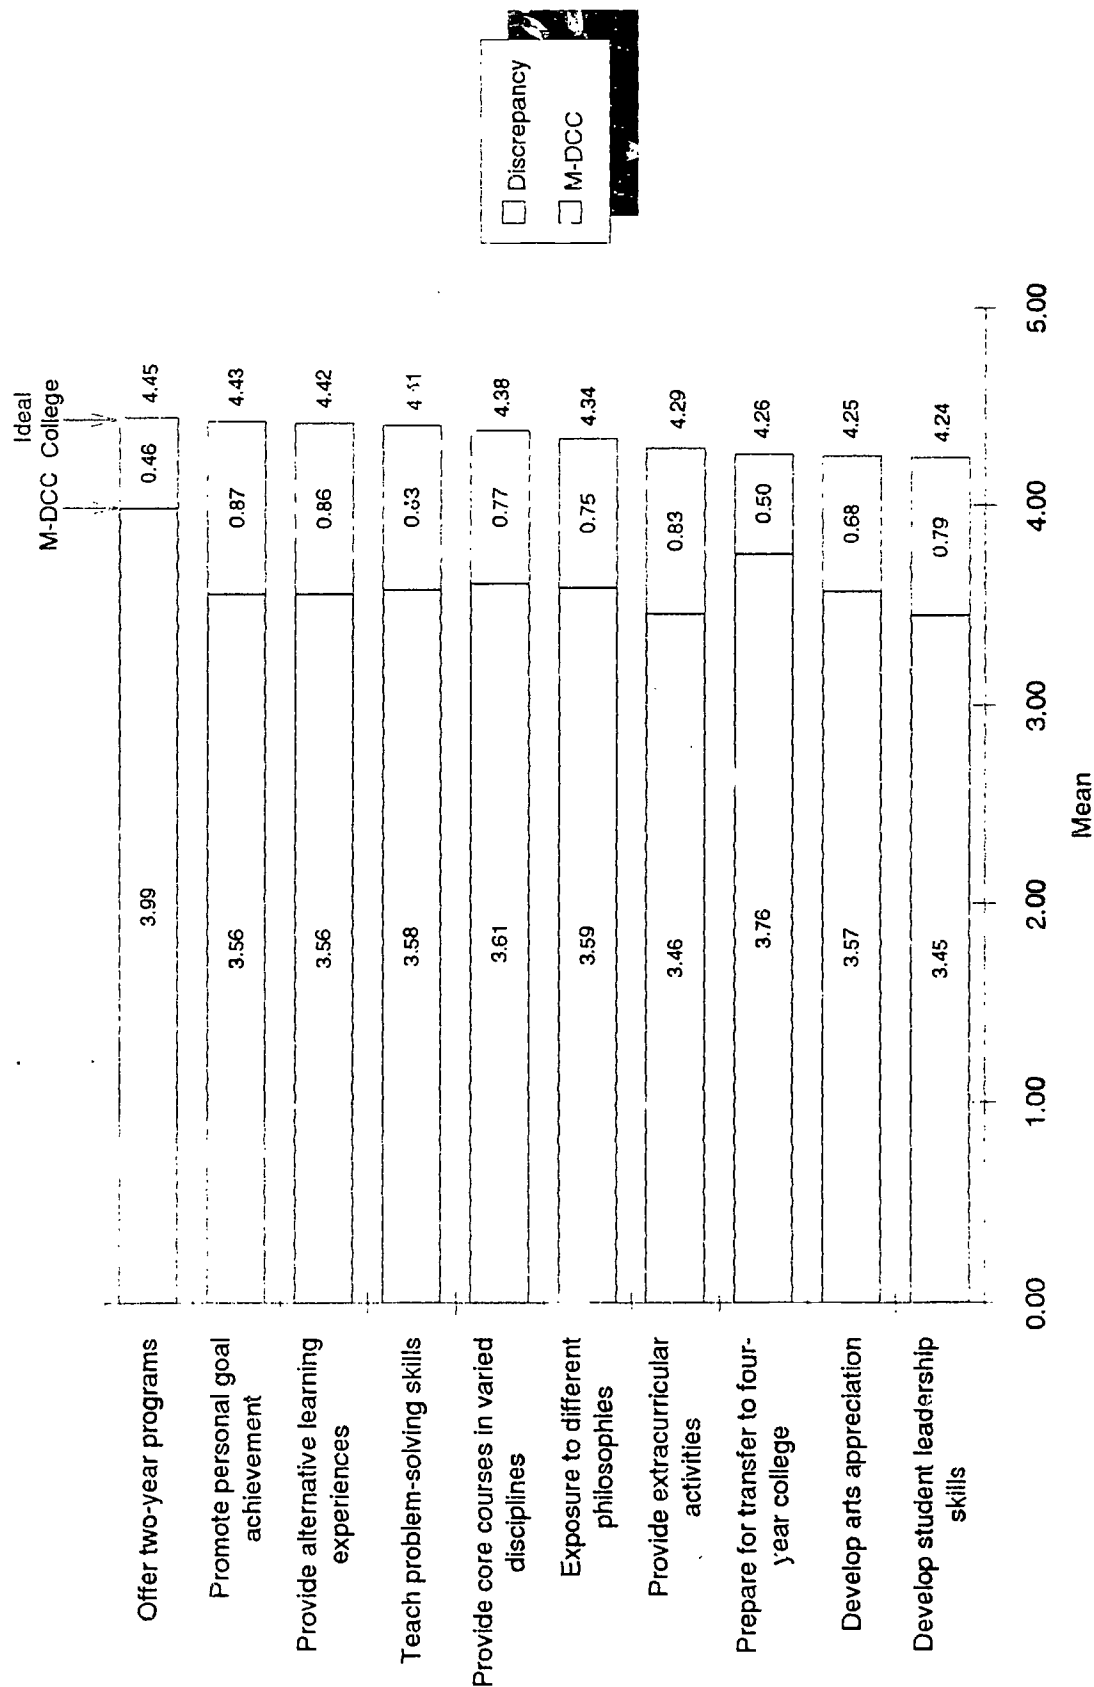 Ideal
M-DCC College
Offer two-year programs
3.99
0.46
4.45
Promote personal goal
achievement
3.56
0.87
4.43
Provide alternative learning
experiences
3.56
0.86
4.42
Teach problem-solving skills
3.58
Provide core courses in varied
disciplines
3.61
0.77
4.38
Exposure to different
philosophies
3.59
0.75
4.34
Provide extracurricular
activities
3.46
0.83
4.29
Prepare for transfer to four-
year college
3.76
0.50
4.26
Develop arts appreciation
3.57
0.68
4.25
Develop student leadership
skills
3.45
0.79
4.24
0.00 1.00 2.00 3.00 4.00 5.00
Mean
Discrepancy
M-DCC